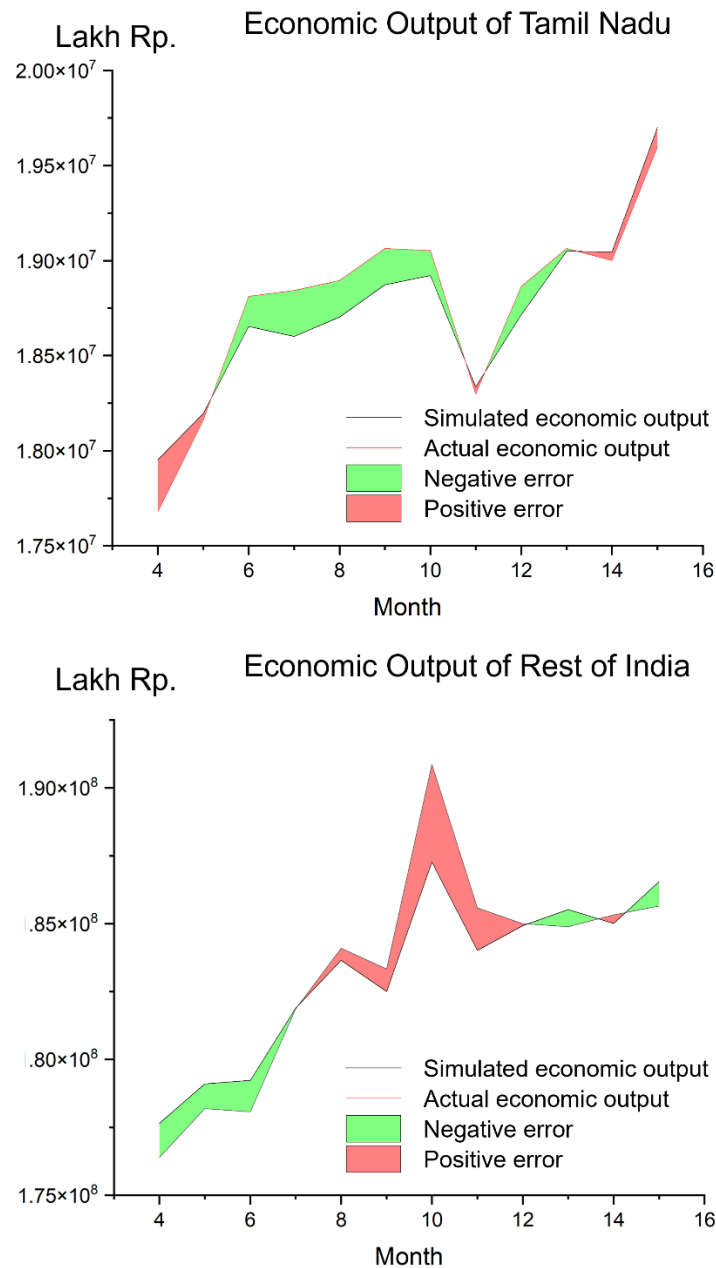 Economic Output of Tamil Nadu
Lakh Rp.
2.00×10⁷
1.95×10⁷
1.90×10⁷
1.85×10⁷
1.80×10⁷
1.75×10⁷
Simulated economic output
Actual economic output
Negative error
Positive error
4 6 8 10 12 14 16
Month
Economic Output of Rest of India
Lakh Rp.
1.90×10⁸
.85×10⁸
.80×10⁸
1.75×10⁸
Simulated economic output
Actual economic output
Negative error
Positive error
4 6 8 10 12 14 16
Month